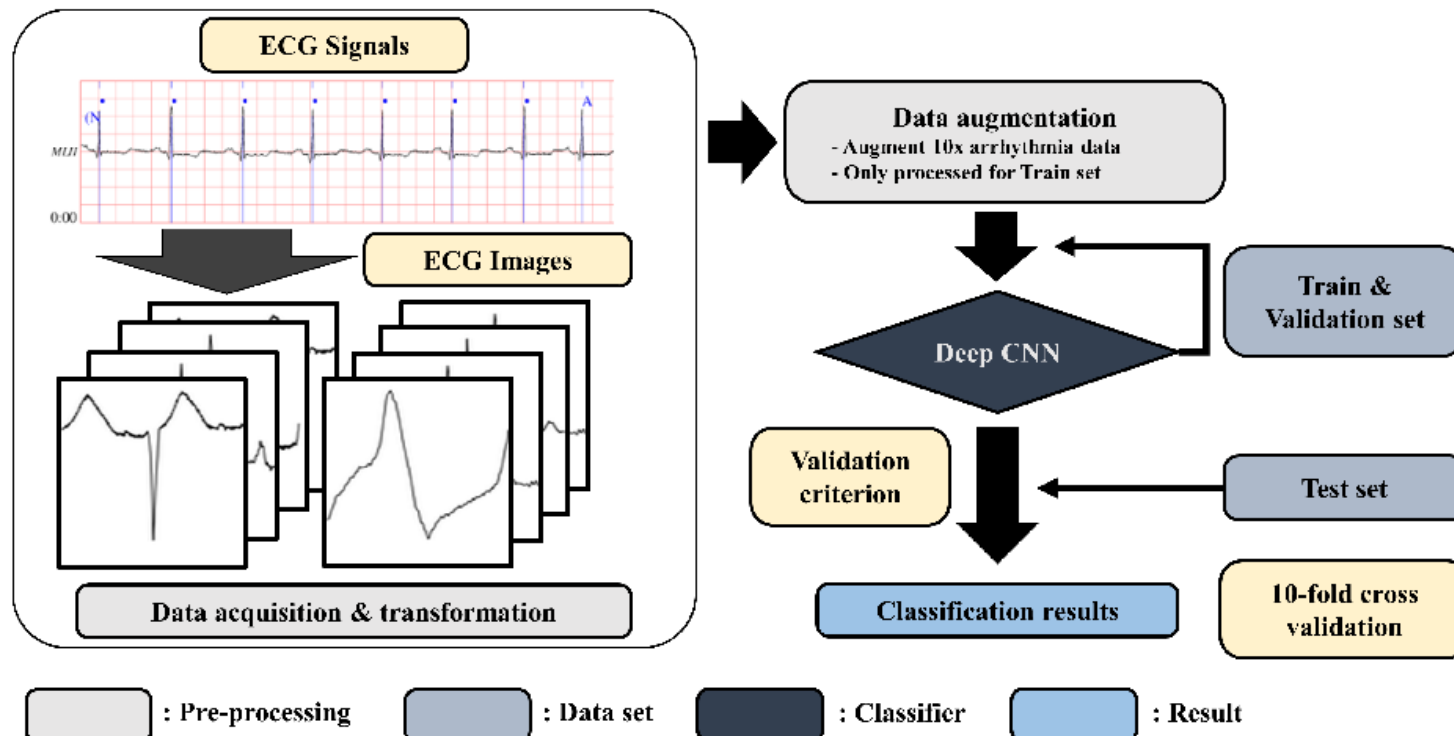 ECG Signals
(N
A
MLII
0:00
ECG Images
Data acquisition & transformation
Data augmentation
- Augment 10x arrhythmia data
- Only processed for Train set
Train &
Validation set
Deep CNN
Validation
criterion
Test set
Classification results
10-fold cross
validation
: Pre-processing
: Data set
: Classifier
: Result